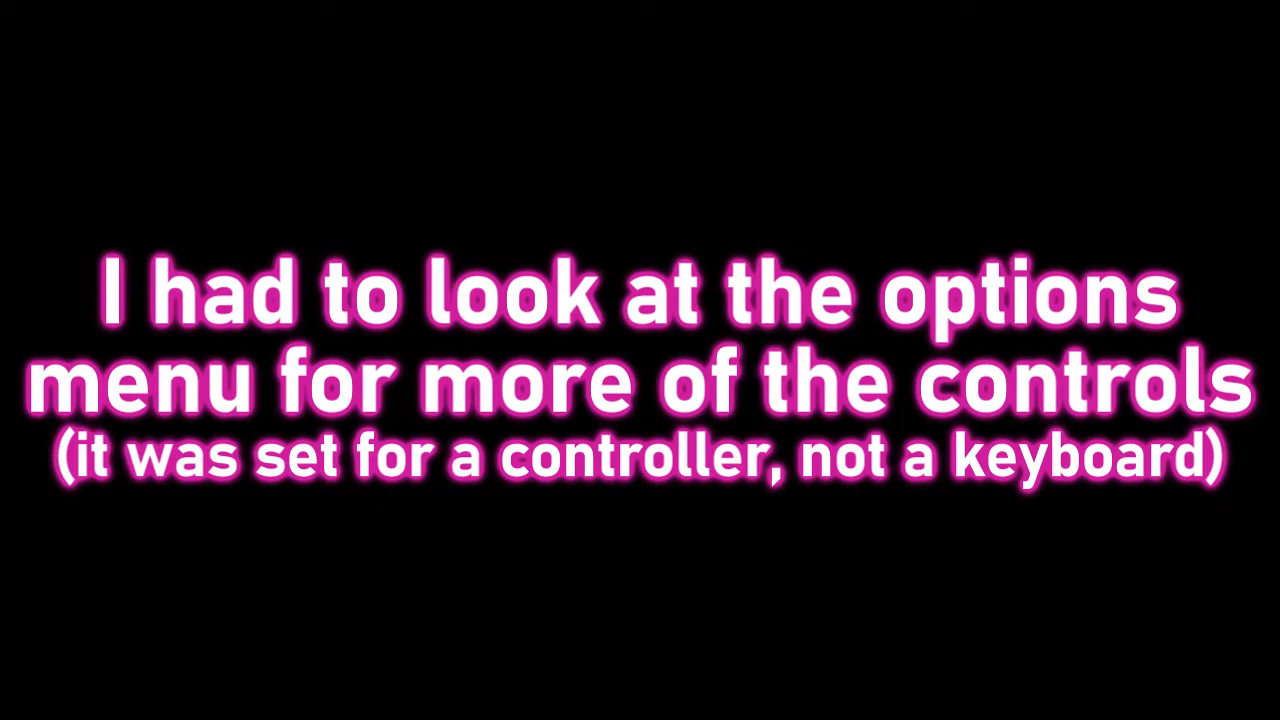 I had to look at the options
menu for more of the controls
(it was set for a controller, not a keyboard)